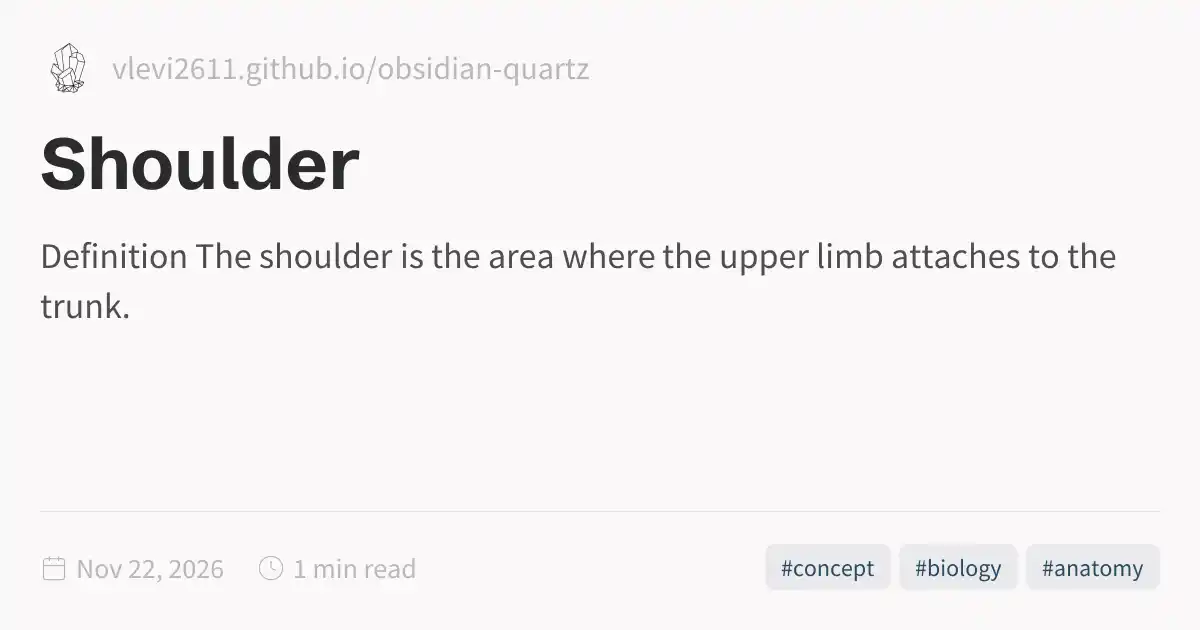 vlevi2611.github.io/obsidian-quartz
Shoulder
Definition The shoulder is the area where the upper limb attaches to the
trunk.
Nov 22, 2026 1 min read #concept #biology #anatomy